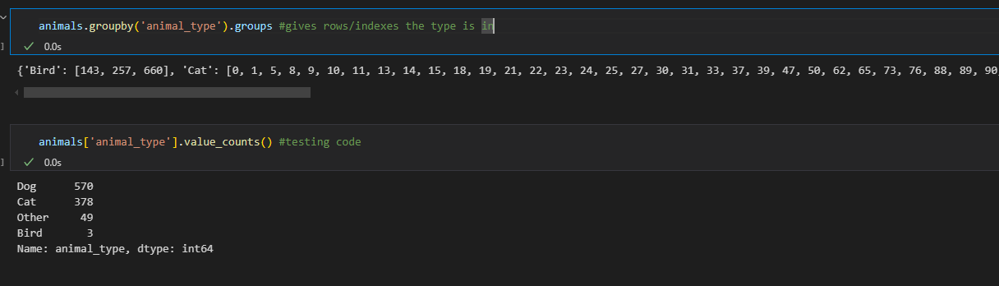 animals.groupby('animal_type').groups #gives rows/indexes the type is in
]
0.0s
{'Bird': [143, 257, 660], 'Cat': [0, 1, 5, 8, 9, 10, 11, 13, 14, 15, 18, 19, 21, 22, 23, 24, 25, 27, 30, 31, 33, 37, 39, 47, 50, 62, 65, 73, 76, 88, 89, 90,
animals['animal_type'].value_counts() #testing code
]
0.0s
Dog 570
Cat 378
Other 49
Bird 3
Name: animal_type, dtype: int64